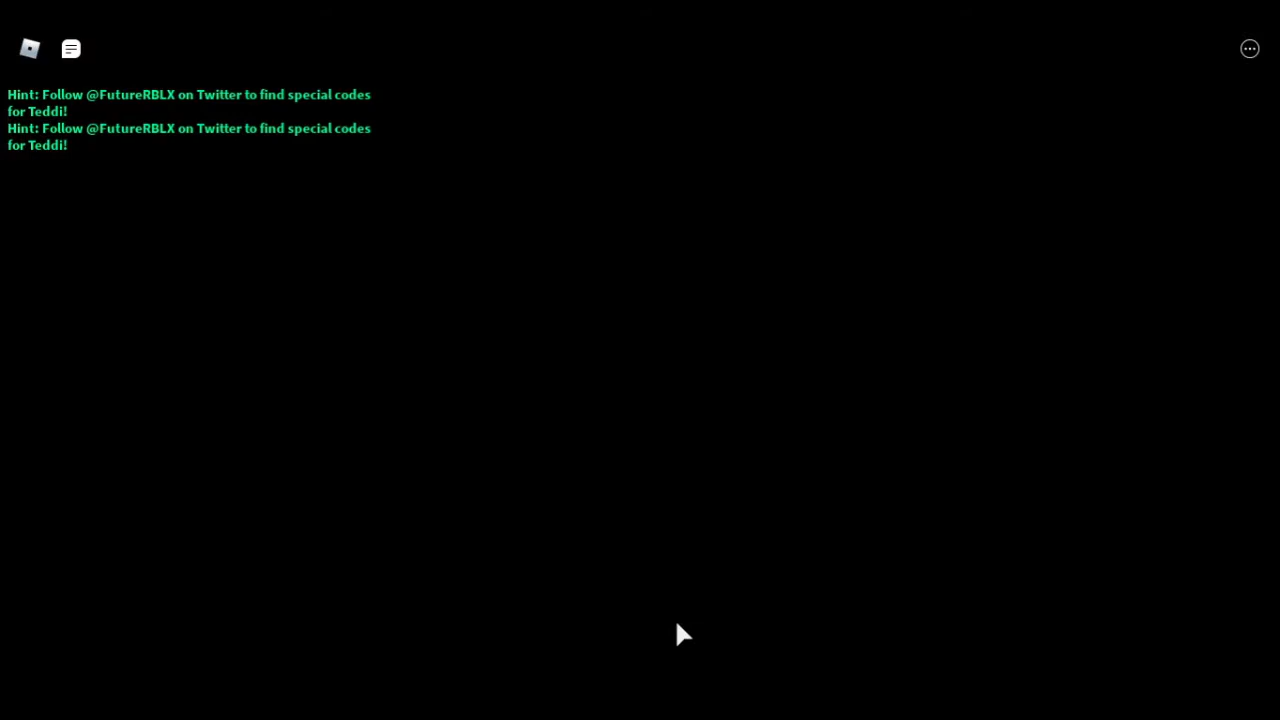 Hint: Follow @FutureRBLX on Twitter to find special codes
for Teddi!
Hint: Follow @FutureRBLX on Twitter to find special codes
for Teddi!